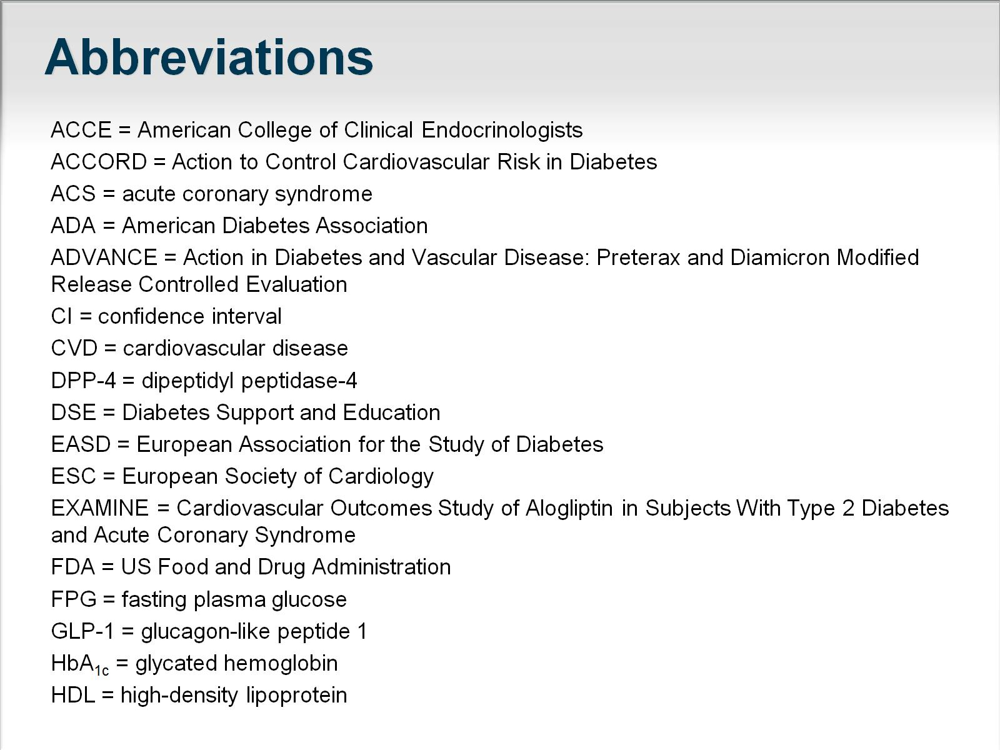 Abbreviations
ACCE = American College of Clinical Endocrinologists
ACCORD = Action to Control Cardiovascular Risk in Diabetes
ACS = acute coronary syndrome
ADA = American Diabetes Association
ADVANCE = Action in Diabetes and Vascular Disease: Preterax and Diamicron Modified
Release Controlled Evaluation
CI = confidence interval
CVD = cardiovascular disease
DPP-4 = dipeptidyl peptidase-4
DSE = Diabetes Support and Education
EASD = European Association for the Study of Diabetes
ESC = European Society of Cardiology
EXAMINE = Cardiovascular Outcomes Study of Alogliptin in Subjects With Type 2 Diabetes
and Acute Coronary Syndrome
FDA = US Food and Drug Administration
FPG = fasting plasma glucose
GLP-1 = glucagon-like peptide 1
HbA1c = glycated hemoglobin
HDL = high-density lipoprotein